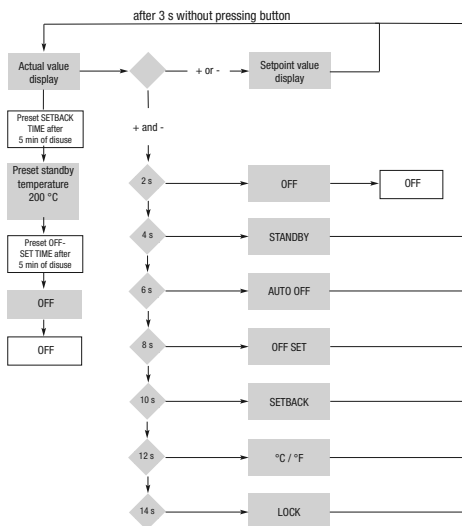 after 3 s without pressing button
Actual value
display
+ or -
Setpoint value
display
Preset SETBACK
TIME after
5 min of disuse
+ and -
Preset standby
temperature
200 °C
2 s
OFF
OFF
4 s
STANDBY
Preset OFF-
SET TIME after
5 min of disuse
6 s
AUTO OFF
OFF
8 s
OFF SET
OFF
10 s
SETBACK
12 s
°C / °F
14 s
LOCK